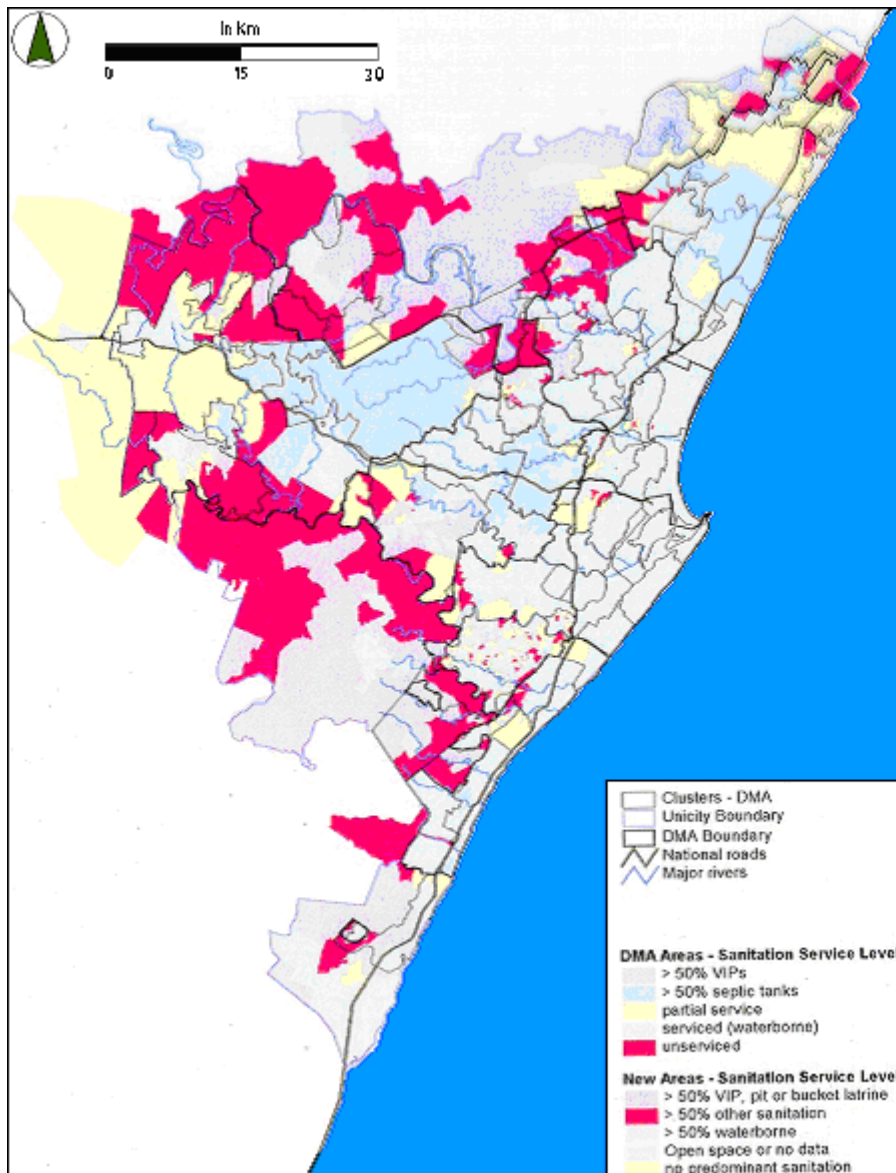 In Km
0 15 30
Clusters - DMA
Unicity Boundary
DMA Boundary
National roads
Major rivers
DMA Areas - Sanitation Service Level
> 50% VIPs
> 50% septic tanks
partial service
serviced (waterborne)
unserviced
New Areas - Sanitation Service Level
> 50% VIP, pit or bucket latrine
> 50% other sanitation
> 50% waterborne
Open space or no data
no predominant sanitation